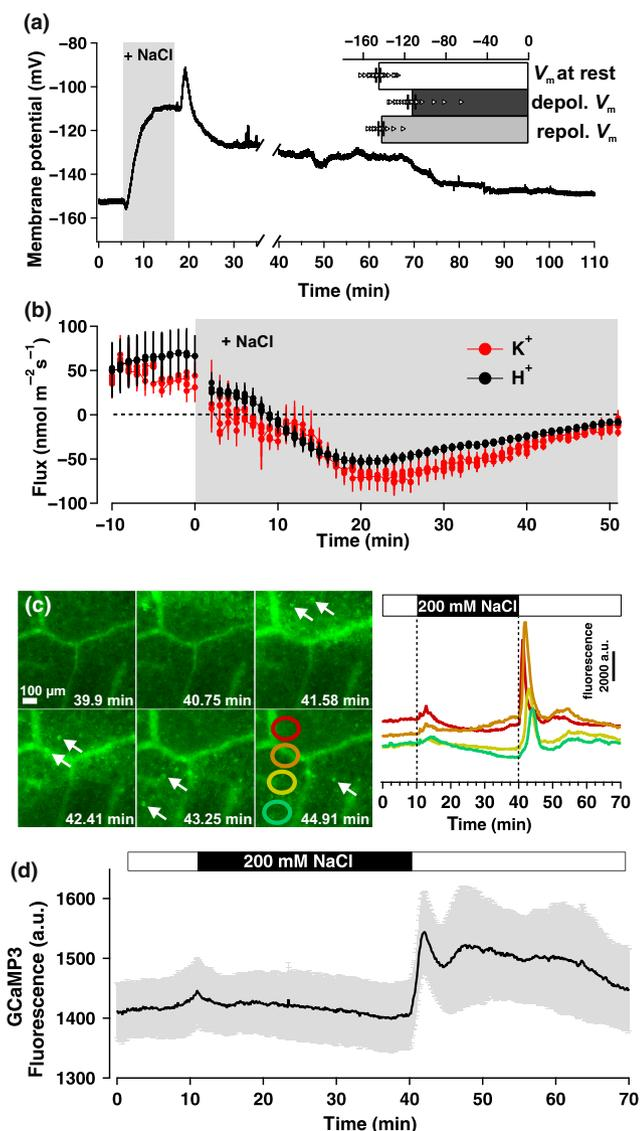 (a)
−80
−100
−120
−140
−160
Membrane potential (mV)
+ NaCl
−160 −120 −80 −40 0
Vm at rest
depol. Vm
repol. Vm
0 10 20 30 40 50 60 70 80 90 100 110
Time (min)
(b)
100
50
0
−50
−100
Flux (nmol m−2 s−1)
+ NaCl
K+
H+
−10 0 10 20 30 40 50
Time (min)
(c)
100 µm
39.9 min
40.75 min
41.58 min
42.41 min
43.25 min
44.91 min
200 mM NaCl
fluorescence
2000 a.u.
0 10 20 30 40 50 60 70
Time (min)
(d)
200 mM NaCl
1600
1500
1400
1300
GCaMP3
Fluorescence (a.u.)
0 10 20 30 40 50 60 70
Time (min)